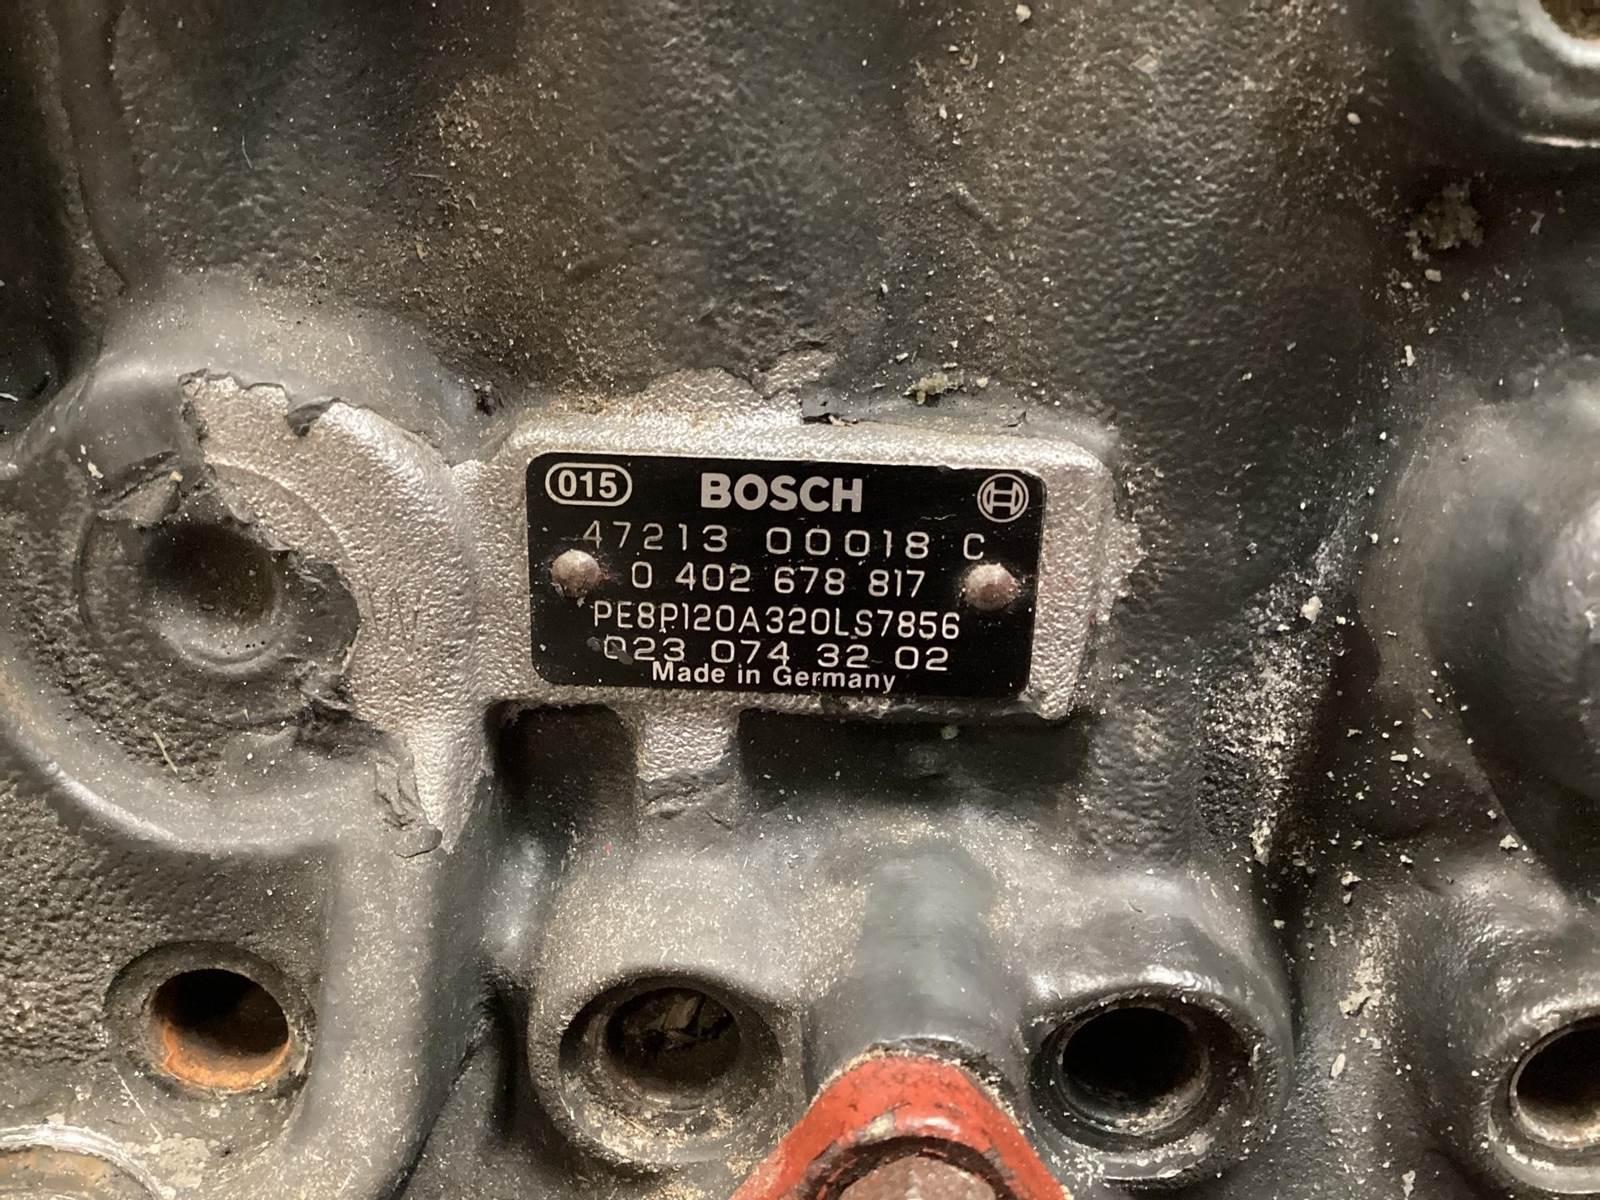 015 BOSCH
47213 00018 C
0 402 678 817
PE8P120A320LS7856
023 074 32 02
Made in Germany